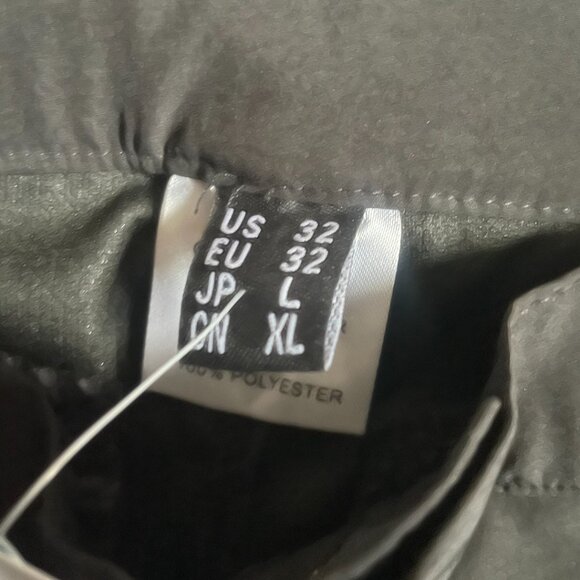 US 32
EU 32
JP L
CN XL
100% POLYESTER